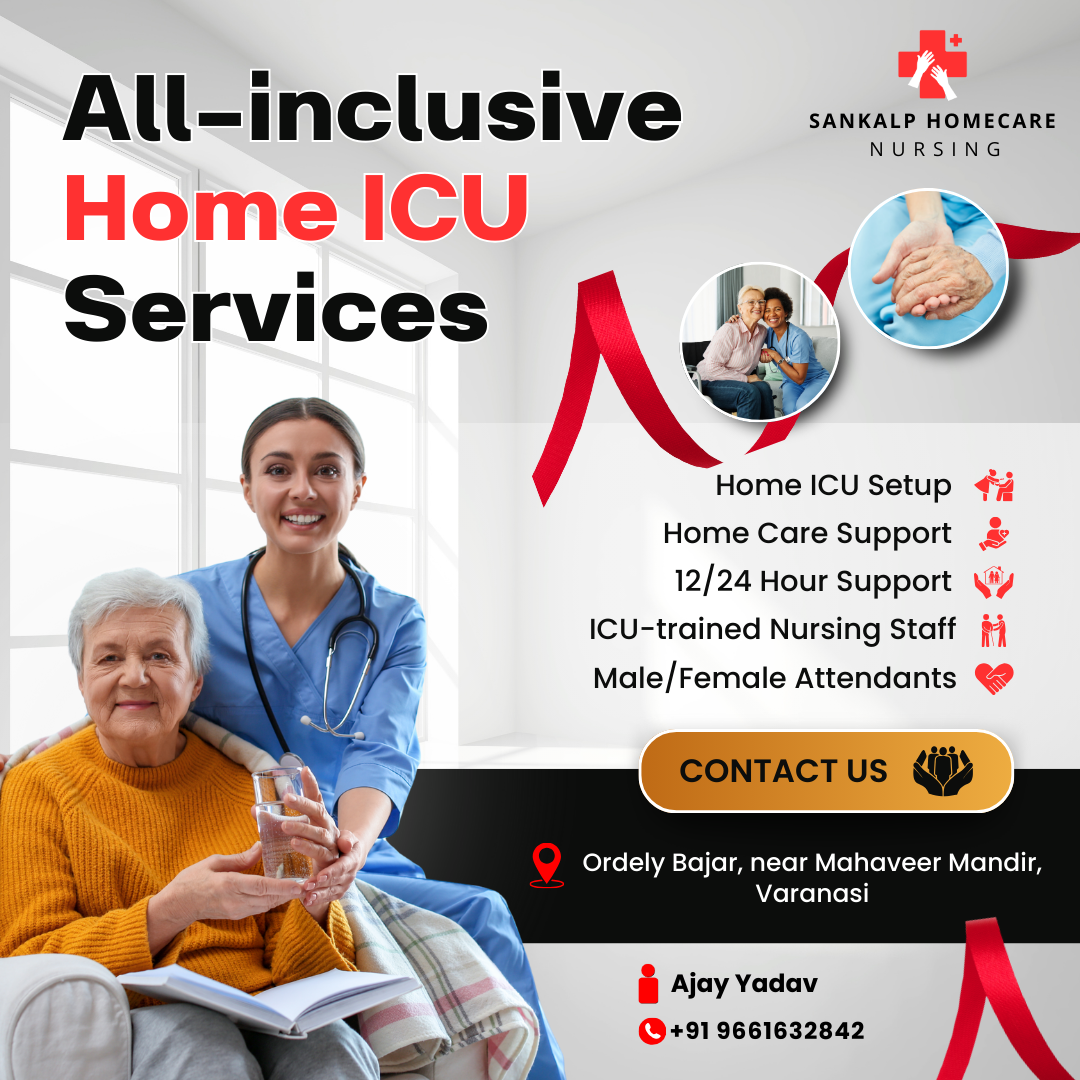 All-inclusive
Home ICU
Services
SANKALP HOMECARE
NURSING
Home ICU Setup
Home Care Support
12/24 Hour Support
ICU-trained Nursing Staff
Male/Female Attendants
CONTACT US
Ordely Bajar, near Mahaveer Mandir,
Varanasi
Ajay Yadav
+91 9661632842